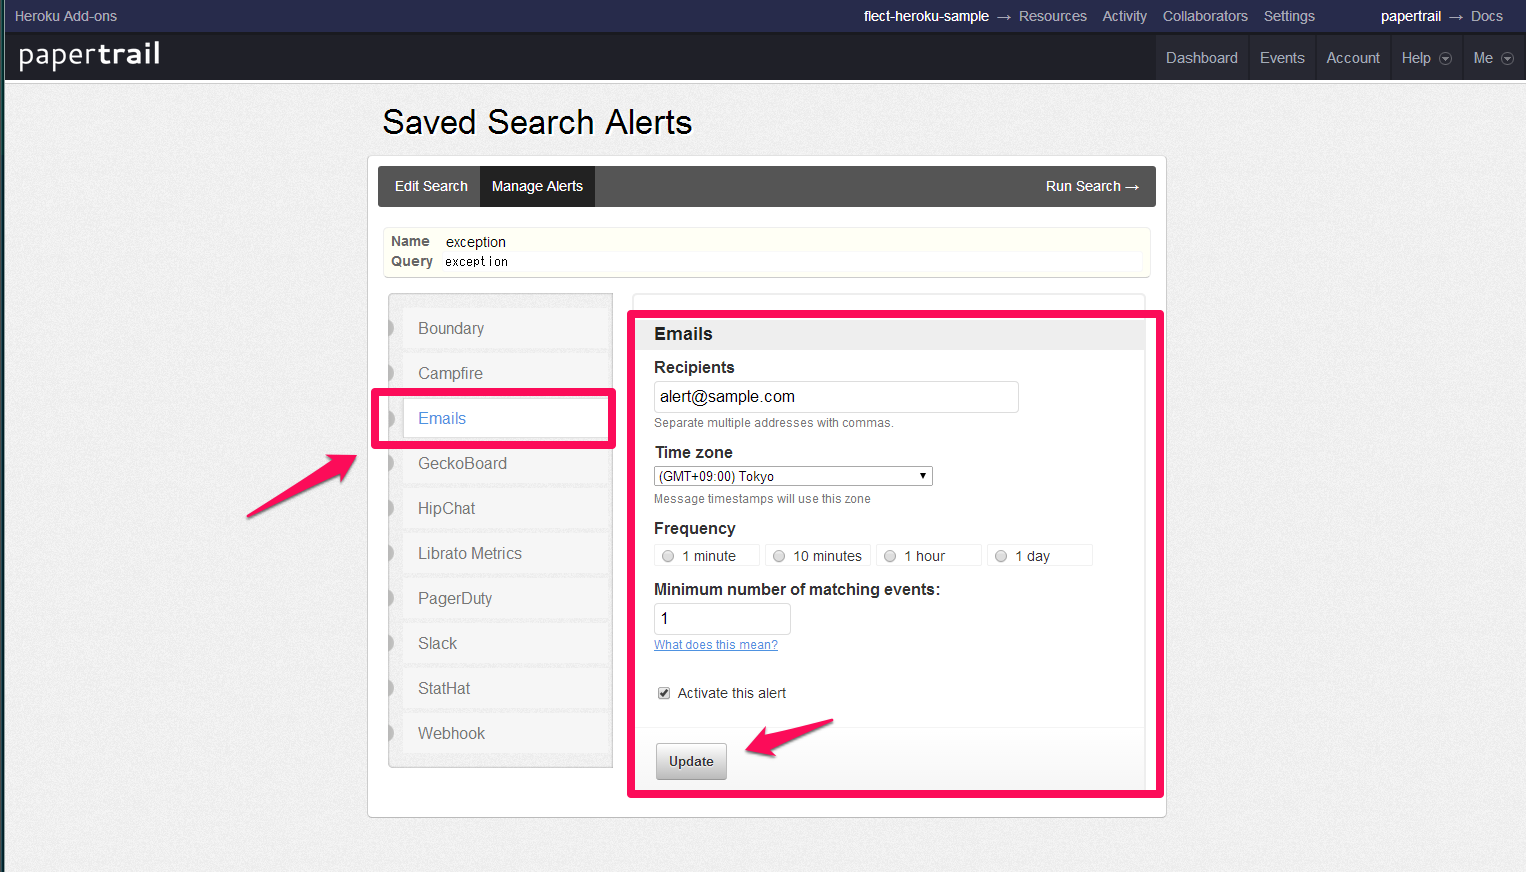 Heroku Add-ons
flect-heroku-sample → Resources Activity Collaborators Settings papertrail → Docs
papertrail
Dashboard Events Account Help Me
Saved Search Alerts
Edit Search Manage Alerts Run Search →
Name exception
Query exception
Boundary
Campfire
Emails
GeckoBoard
HipChat
Librato Metrics
PagerDuty
Slack
StatHat
Webhook
Emails
Recipients
alert@sample.com
Separate multiple addresses with commas.
Time zone
(GMT+09:00) Tokyo
Message timestamps will use this zone
Frequency
1 minute 10 minutes 1 hour 1 day
Minimum number of matching events:
1
What does this mean?
Activate this alert
Update